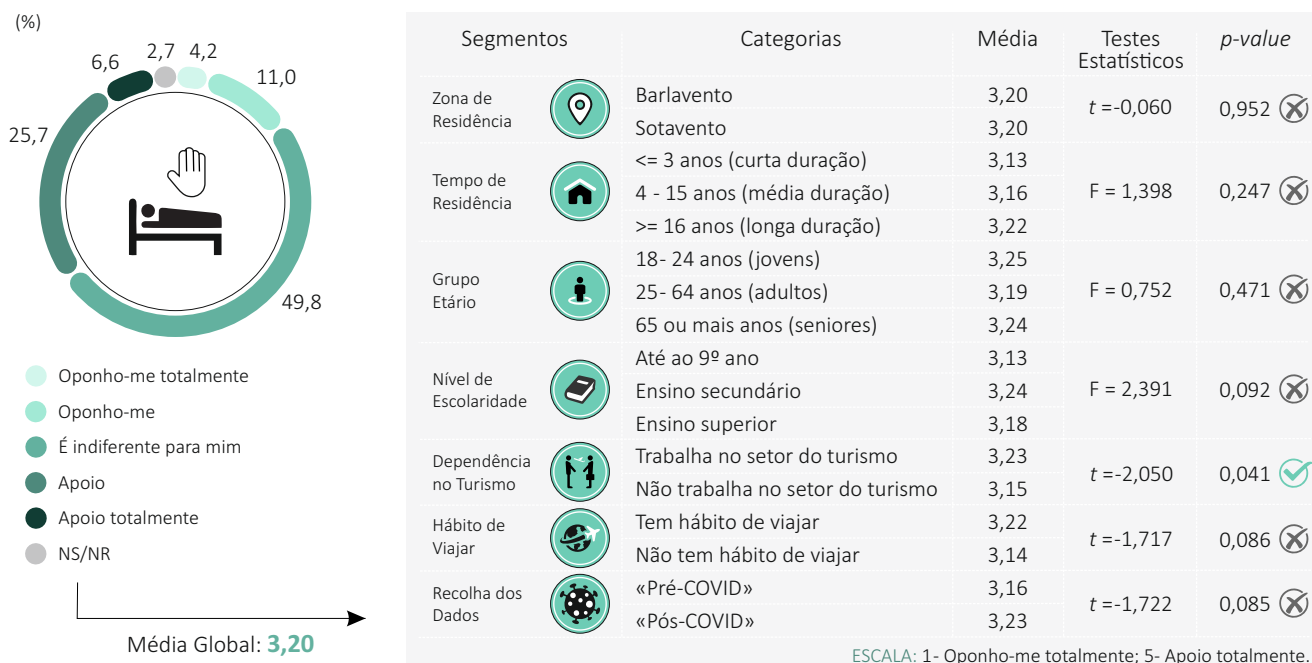 (%)
2,7
4,2
6,6
11,0
25,7
49,8
Oponho-me totalmente
Oponho-me
É indiferente para mim
Apoio
Apoio totalmente
NS/NR
Média Global: 3,20
Segmentos Categorias Média Testes Estatísticos p-value
Zona de Residência
Barlavento 3,20
Sotavento 3,20
t =-0,060 0,952
Tempo de Residência
<= 3 anos (curta duração) 3,13
4 - 15 anos (média duração) 3,16
>= 16 anos (longa duração) 3,22
F = 1,398 0,247
Grupo Etário
18- 24 anos (jovens) 3,25
25- 64 anos (adultos) 3,19
65 ou mais anos (seniores) 3,24
F = 0,752 0,471
Nível de Escolaridade
Até ao 9º ano 3,13
Ensino secundário 3,24
Ensino superior 3,18
F = 2,391 0,092
Dependência no Turismo
Trabalha no setor do turismo 3,23
Não trabalha no setor do turismo 3,15
t =-2,050 0,041
Hábito de Viajar
Tem hábito de viajar 3,22
Não tem hábito de viajar 3,14
t =-1,717 0,086
Recolha dos Dados
«Pré-COVID» 3,16
«Pós-COVID» 3,23
t =-1,722 0,085
ESCALA: 1- Oponho-me totalmente; 5- Apoio totalmente.